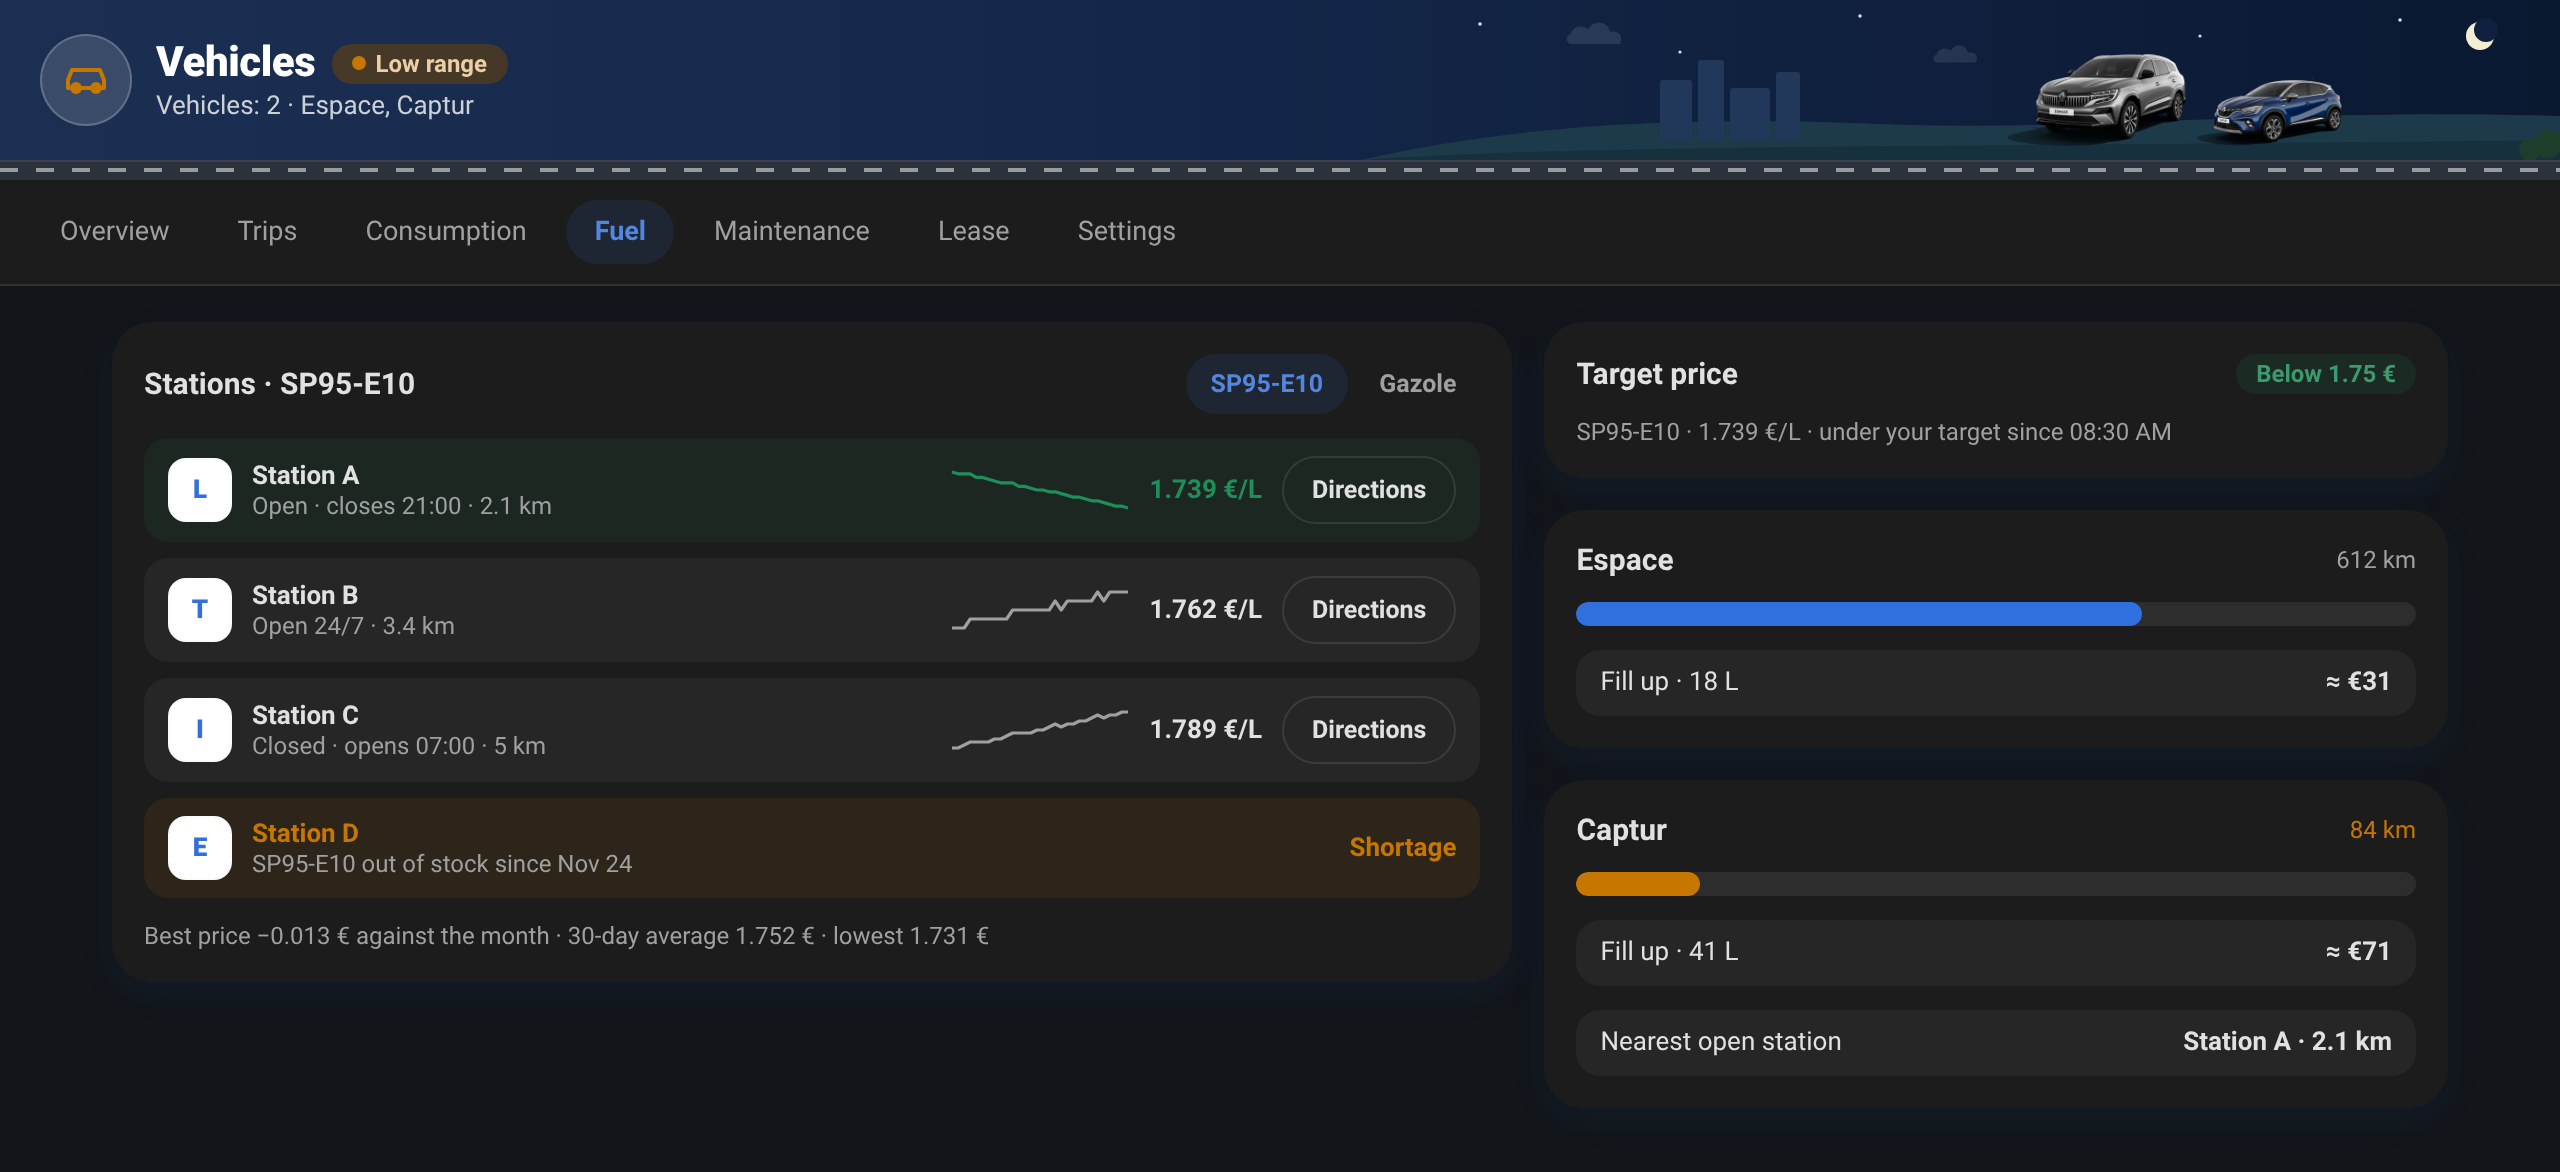 Vehicles
Low range
Vehicles: 2 · Espace, Captur
Overview
Trips
Consumption
Fuel
Maintenance
Lease
Settings
Stations · SP95-E10
SP95-E10
Gazole
L
Station A
Open · closes 21:00 · 2.1 km
1.739 €/L
Directions
T
Station B
Open 24/7 · 3.4 km
1.762 €/L
Directions
I
Station C
Closed · opens 07:00 · 5 km
1.789 €/L
Directions
E
Station D
SP95-E10 out of stock since Nov 24
Shortage
Best price −0.013 € against the month · 30-day average 1.752 € · lowest 1.731 €
Target price
Below 1.75 €
SP95-E10 · 1.739 €/L · under your target since 08:30 AM
Espace
612 km
Fill up · 18 L
≈ €31
Captur
84 km
Fill up · 41 L
≈ €71
Nearest open station
Station A · 2.1 km